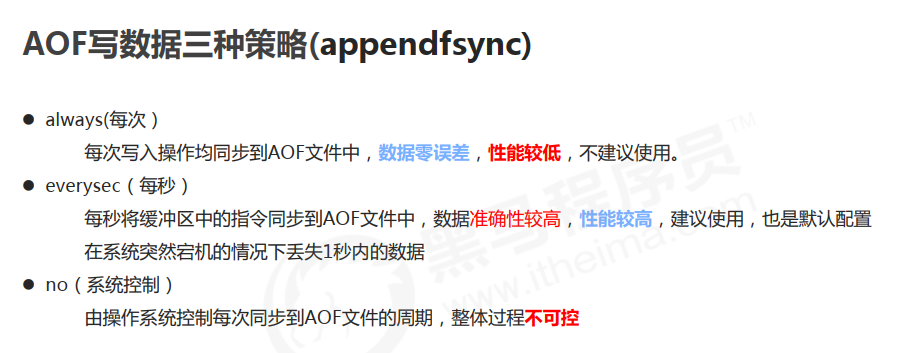 AOF写数据三种策略(appendfsync)
● always(每次）
每次写入操作均同步到AOF文件中，数据零误差，性能较低，不建议使用。
● everysec（每秒）
每秒将缓冲区中的指令同步到AOF文件中，数据准确性较高，性能较高，建议使用，也是默认配置
在系统突然宕机的情况下丢失1秒内的数据
● no（系统控制）
由操作系统控制每次同步到AOF文件的周期，整体过程不可控
黑马程序员™
www.itheima.com